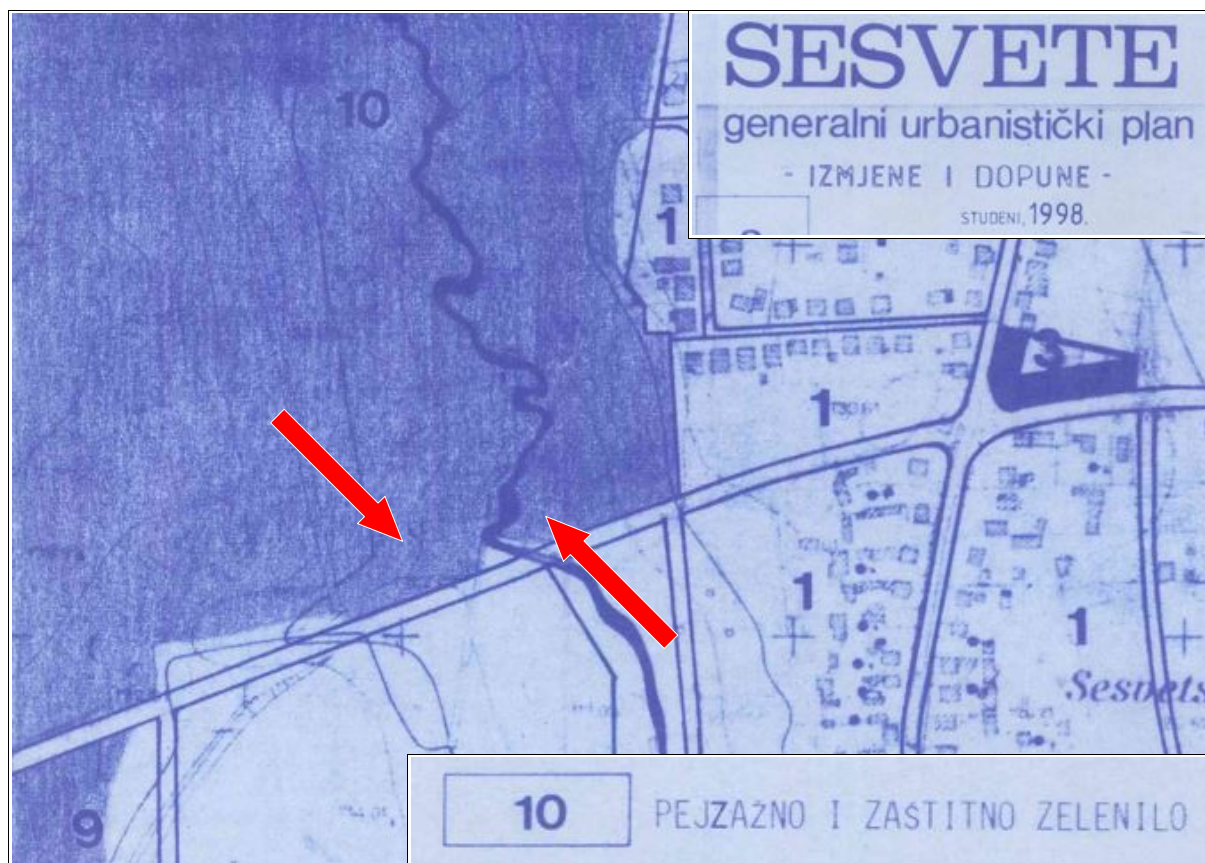 SESVETE
generalni urbanistički plan
- IZMJENE I DOPUNE -
STUDENI, 1998.
10
1
3
1
1
1
9
10 PEJZAŽNO I ZAŠTITNO ZELENILO